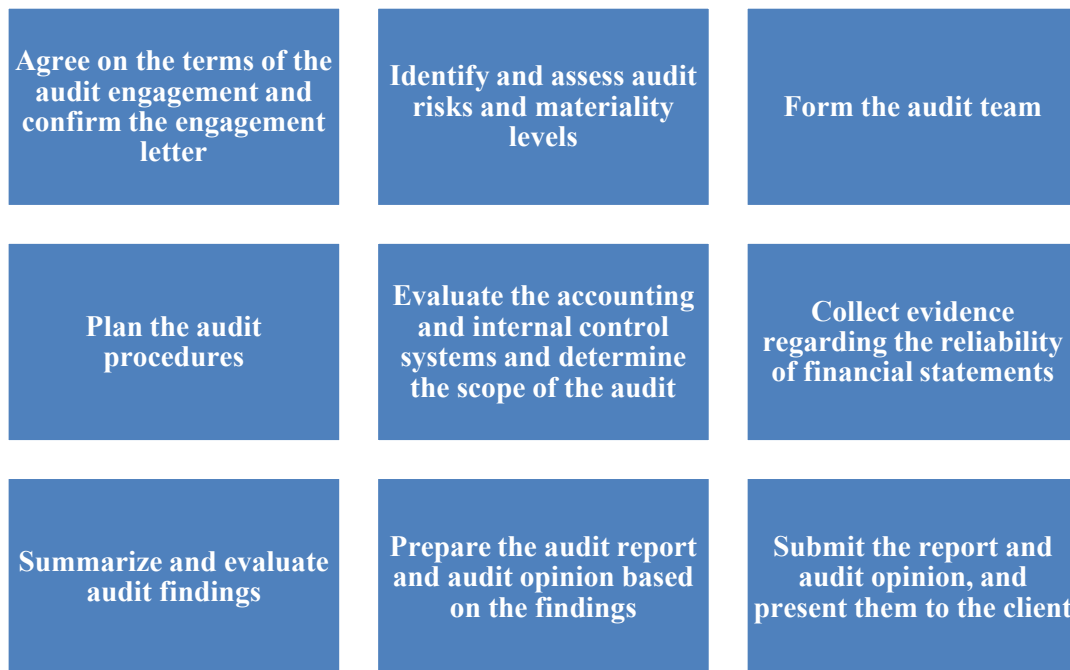 Agree on the terms of the
audit engagement and
confirm the engagement
letter
Identify and assess audit
risks and materiality
levels
Form the audit team
Plan the audit
procedures
Evaluate the accounting
and internal control
systems and determine
the scope of the audit
Collect evidence
regarding the reliability
of financial statements
Summarize and evaluate
audit findings
Prepare the audit report
and audit opinion based
on the findings
Submit the report and
audit opinion, and
present them to the client